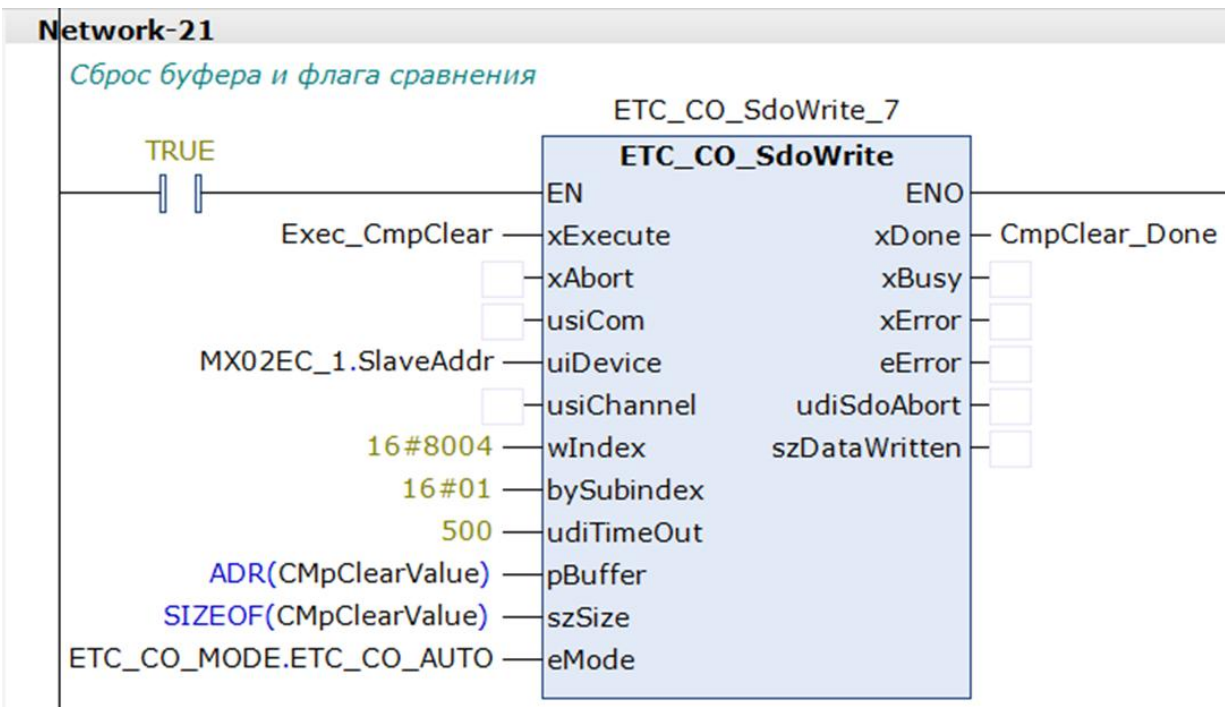 Network-21
Сброс буфера и флага сравнения
ETC_CO_SdoWrite_7
TRUE
ETC_CO_SdoWrite
EN ENO
Exec_CmpClear xExecute xDone CmpClear_Done
xAbort xBusy
usiCom xError
MX02EC_1.SlaveAddr uiDevice eError
usiChannel udiSdoAbort
16#8004 wIndex szDataWritten
16#01 bySubindex
500 udiTimeOut
ADR(CMpClearValue) pBuffer
SIZEOF(CMpClearValue) szSize
ETC_CO_MODE.ETC_CO_AUTO eMode